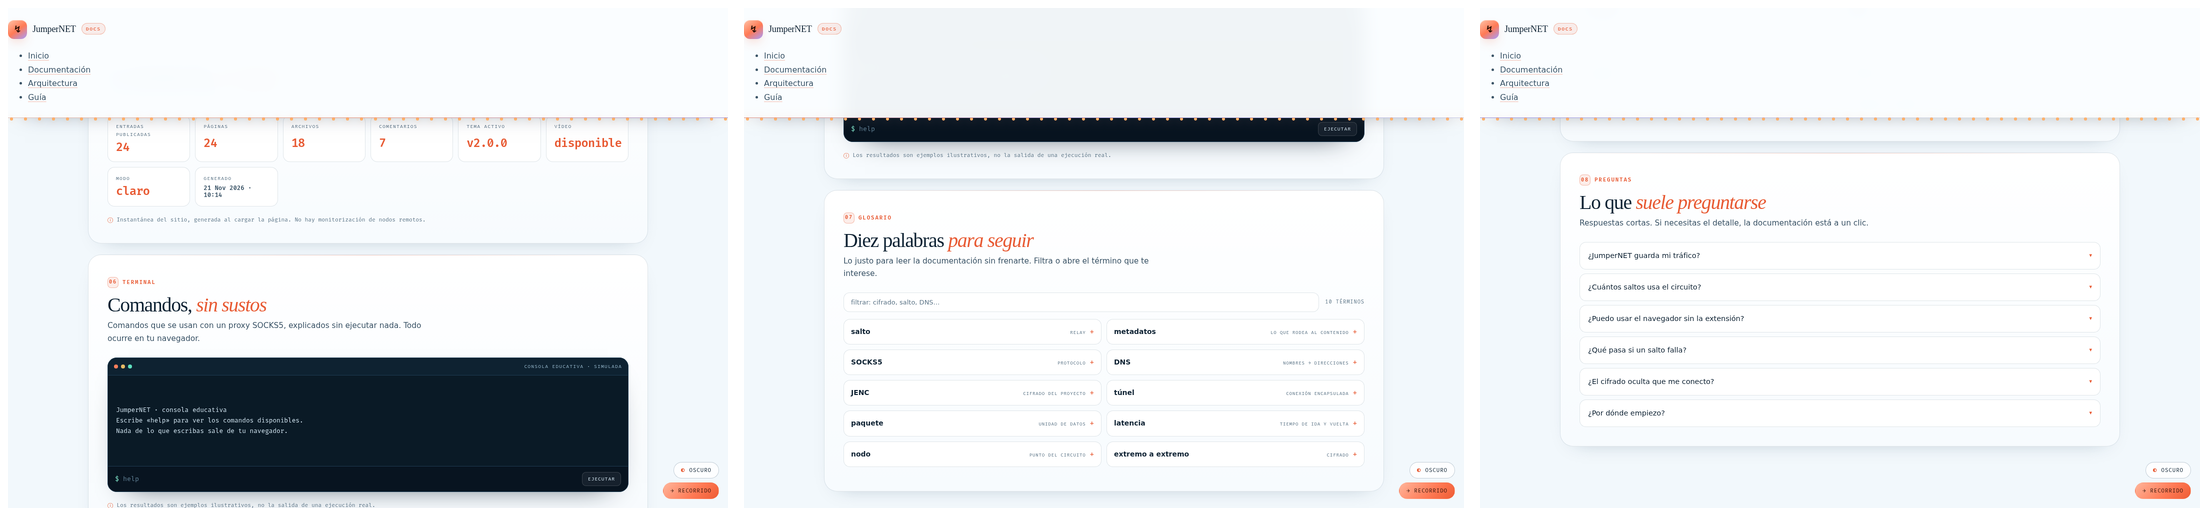 JumperNET DOCS
Inicio
Documentación
Arquitectura
Guía
ENTRADAS PUBLICADAS
24
PÁGINAS
24
ARCHIVOS
18
COMENTARIOS
7
TEMA ACTIVO
v2.0.0
VÍDEO
disponible
MODO
claro
GENERADO
21 Nov 2026 - 10:14
Instantánea del sitio, generada al cargar la página. No hay monitorización de nodos remotos.
06 TERMINAL
Comandos, sin sustos
Comandos que se usan con un proxy SOCKS5, explicados sin ejecutar nada. Todo
ocurre en tu navegador.
CONSOLA EDUCATIVA · SIMULADA
JumperNET · consola educativa
Escribe «help» para ver los comandos disponibles.
Nada de lo que escribas sale de tu navegador.
$ help
EJECUTAR
Los resultados son ejemplos ilustrativos, no la salida de una ejecución real.
OSCURO
RECORRIDO
JumperNET DOCS
Inicio
Documentación
Arquitectura
Guía
$ help
EJECUTAR
Los resultados son ejemplos ilustrativos, no la salida de una ejecución real.
07 GLOSARIO
Diez palabras para seguir
Lo justo para leer la documentación sin frenarte. Filtra o abre el término que te
interese.
filtrar: cifrado, salto, DNS...
10 TÉRMINOS
salto RELAY +
metadatos LO QUE RODEA AL CONTENIDO +
SOCKS5 PROTOCOLO +
DNS NOMBRES Y DIRECCIONES +
JENC CIFRADO DEL PROYECTO +
túnel CONEXIÓN ENCAPSULADA +
paquete UNIDAD DE DATOS +
latencia TIEMPO DE IDA Y VUELTA +
nodo PUNTO DEL CIRCUITO +
extremo a extremo CIFRADO +
OSCURO
RECORRIDO
JumperNET DOCS
Inicio
Documentación
Arquitectura
Guía
08 PREGUNTAS
Lo que suele preguntarse
Respuestas cortas. Si necesitas el detalle, la documentación está a un clic.
¿JumperNET guarda mi tráfico?
¿Cuántos saltos usa el circuito?
¿Puedo usar el navegador sin la extensión?
¿Qué pasa si un salto falla?
¿El cifrado oculta que me conecto?
¿Por dónde empiezo?
OSCURO
RECORRIDO